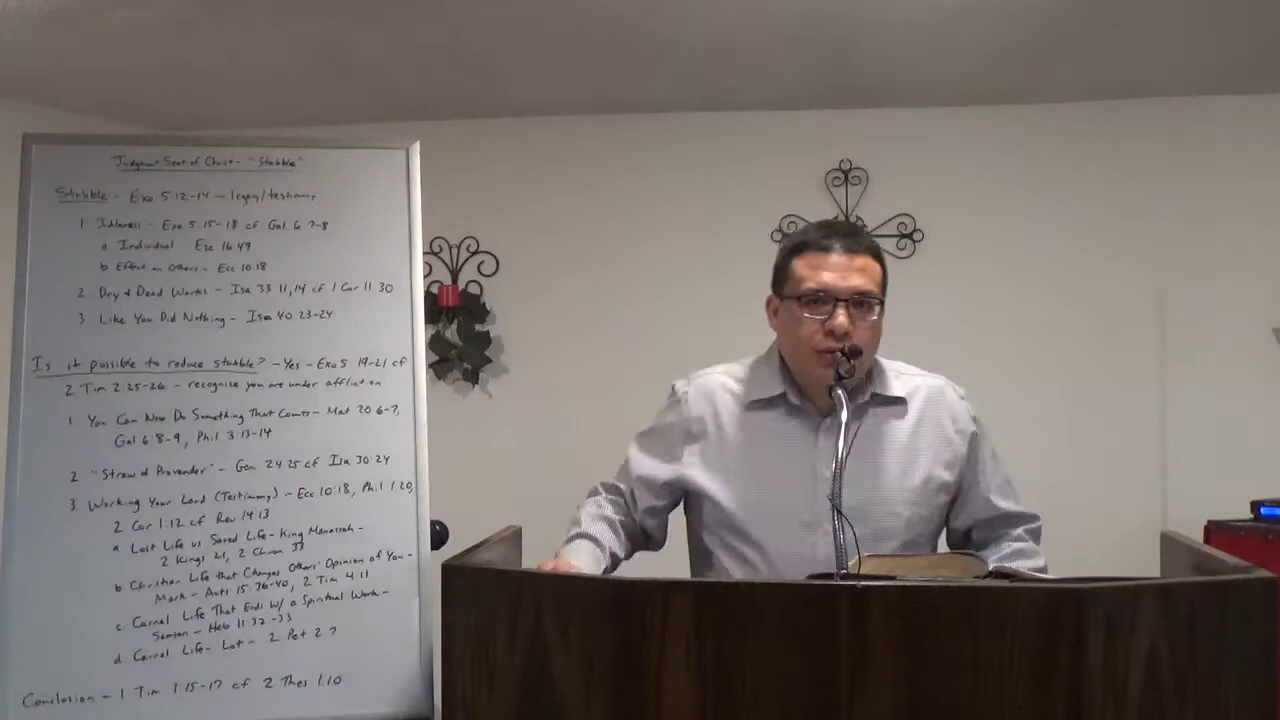 Judgment Seat of Christ - "Stubble"
Stubble - Exo 5 12-14 - legacy/testimony
1 Idleness - Exo 5 15-18 cf Gal 6 7-8
a Individual Eze 16 49
b Effect on Others - Ecc 10:18
2 Dry & Dead Works - Isa 33 11,14 cf 1 Cor 11 30
3 Like You Did Nothing - Isa 40 23-24
Is it possible to reduce stubble? - Yes - Exo 5 19-21 cf
2 Tim 2 25-26 - recognise you are under affliction
1 You Can Now Do Something That Counts - Mat 20 6-7,
Gal 6 8-9, Phil 3 13-14
2 "Straw & Provender" - Gen 24 25 cf Isa 30:24
3. Working Your Land (Testimony) - Ecc 10:18, Phil 1 20,
2 Cor 1:12 cf Rev 14 13
a Lost Life vs Saved Life - King Manassah -
2 Kings 21, 2 Chron 33
b Christian Life that Changes Others' Opinion of You -
Mark - Acts 15 36-40, 2 Tim 4 11
c. Carnal Life That Ends W/ a Spiritual Work -
Samson - Heb 11:32-33
d Carnal Life - Lot - 2 Pet 2 7
Conclusion - 1 Tim 1 15-17 cf 2 Thes 1.10